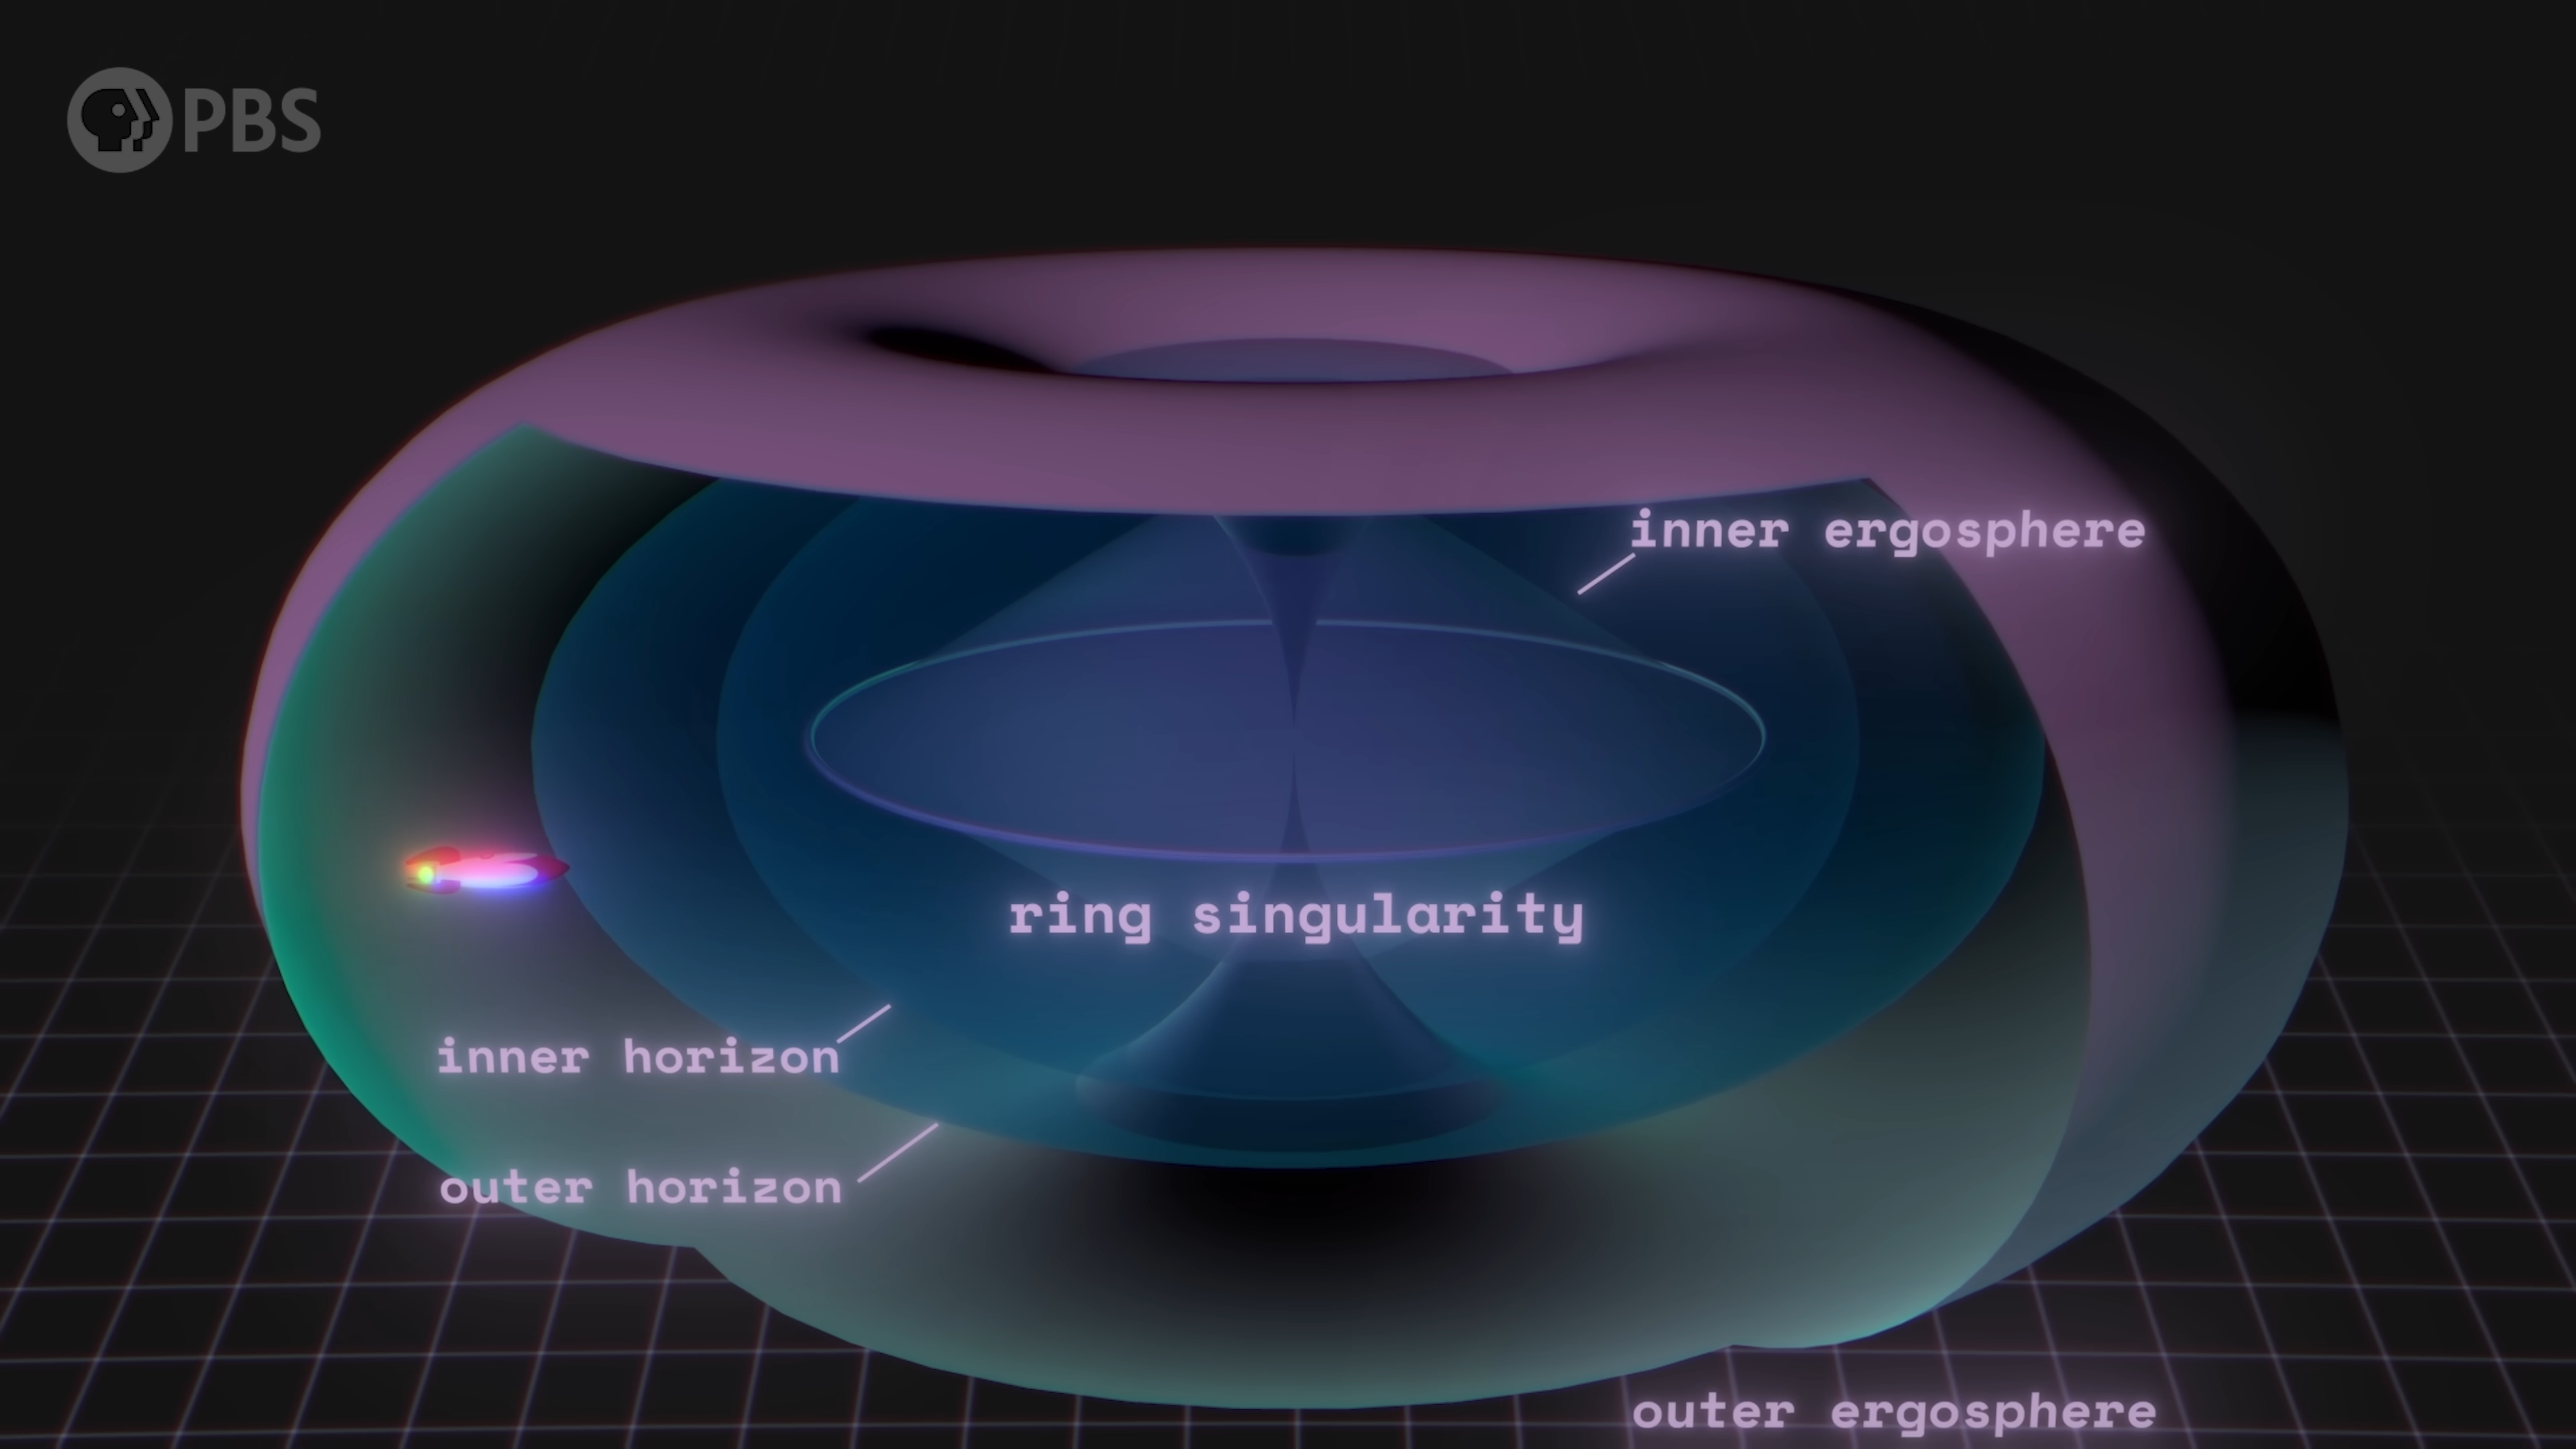 PBS
inner ergosphere
ring singularity
inner horizon
outer horizon
outer ergosphere